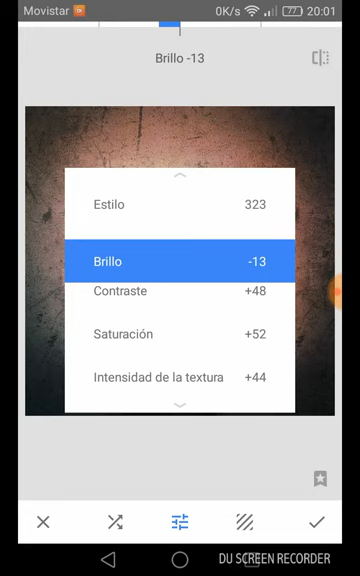 Movistar 0K/s 77 20:01
Brillo -13
Estilo 323
Brillo -13
Contraste +48
Saturación +52
Intensidad de la textura +44
DU SCREEN RECORDER